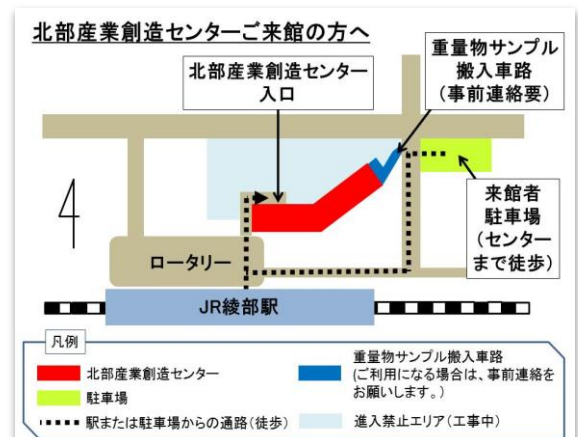 北部産業創造センターご来館の方へ
北部産業創造センター
入口
重量物サンプル
搬入車路
（事前連絡要）
来館者
駐車場
（センター
まで徒歩）
ロータリー
JR綾部駅
凡例
北部産業創造センター
駐車場
駅または駐車場からの通路（徒歩）
重量物サンプル搬入車路
（ご利用になる場合は、事前連絡を
お願いします。）
進入禁止エリア（工事中）